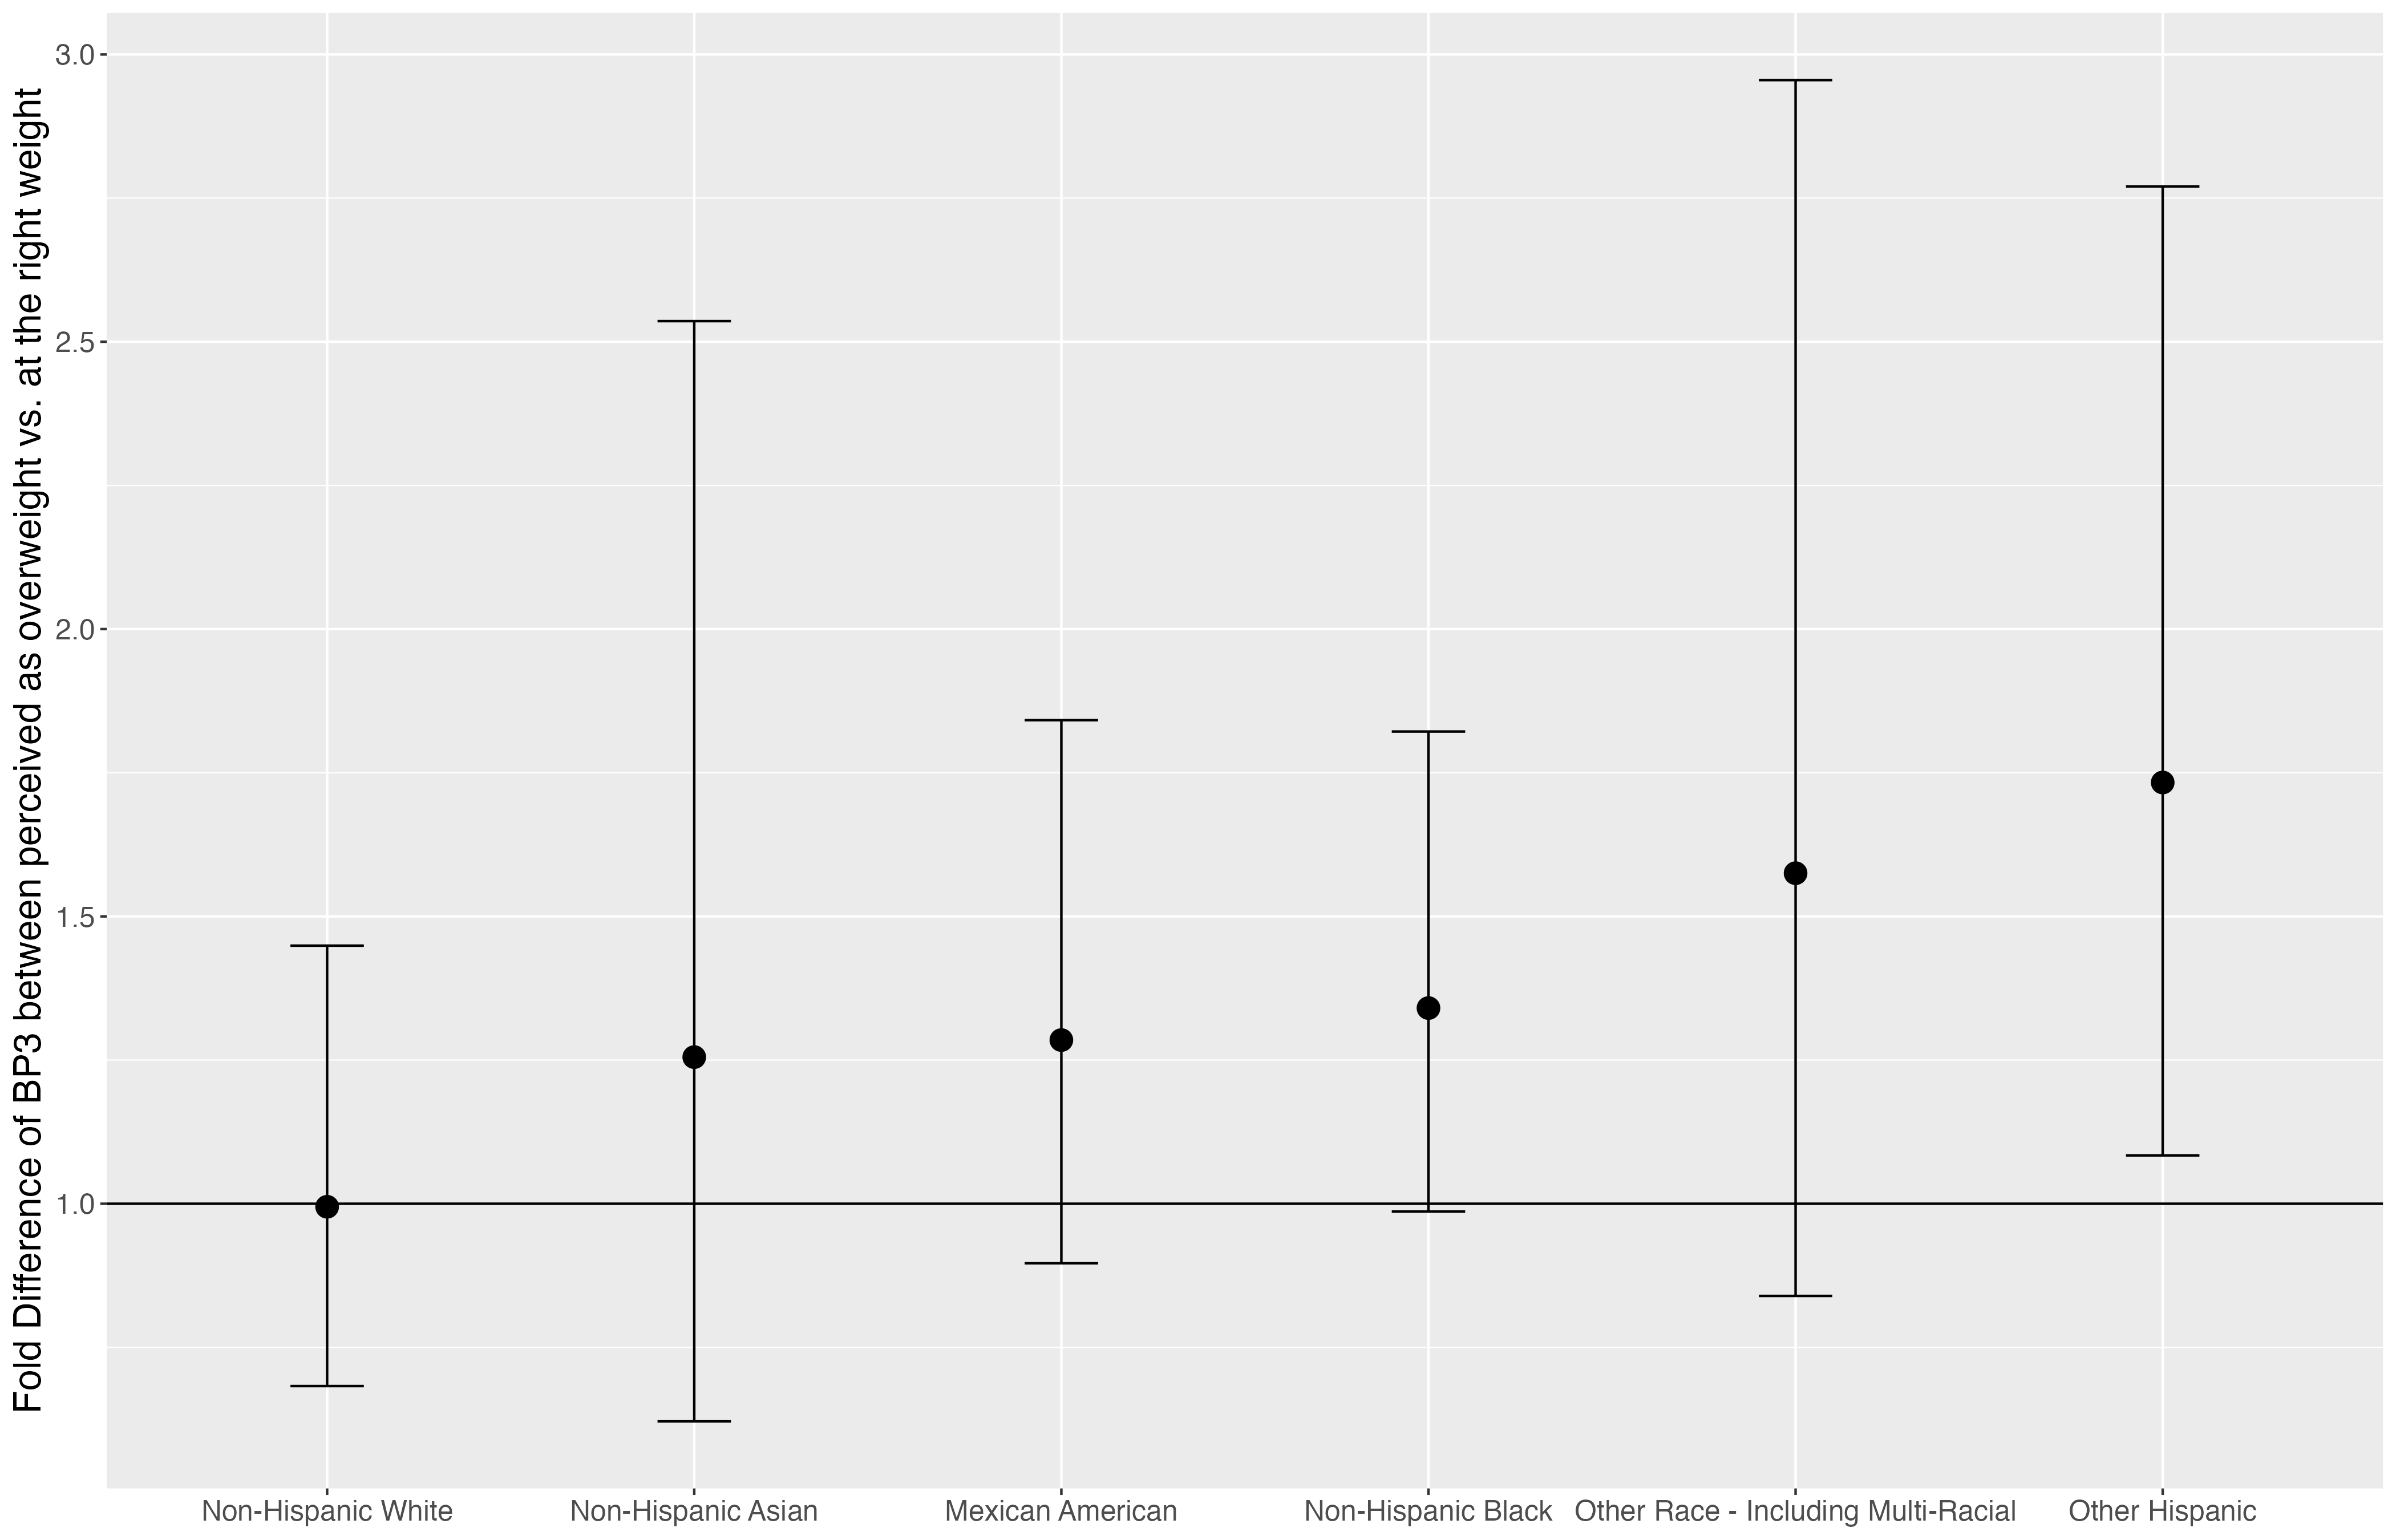 Fold Difference of BP3 between perceived as overweight vs. at the right weight
3.0
2.5
2.0
1.5
1.0
Non-Hispanic White
Non-Hispanic Asian
Mexican American
Non-Hispanic Black
Other Race - Including Multi-Racial
Other Hispanic